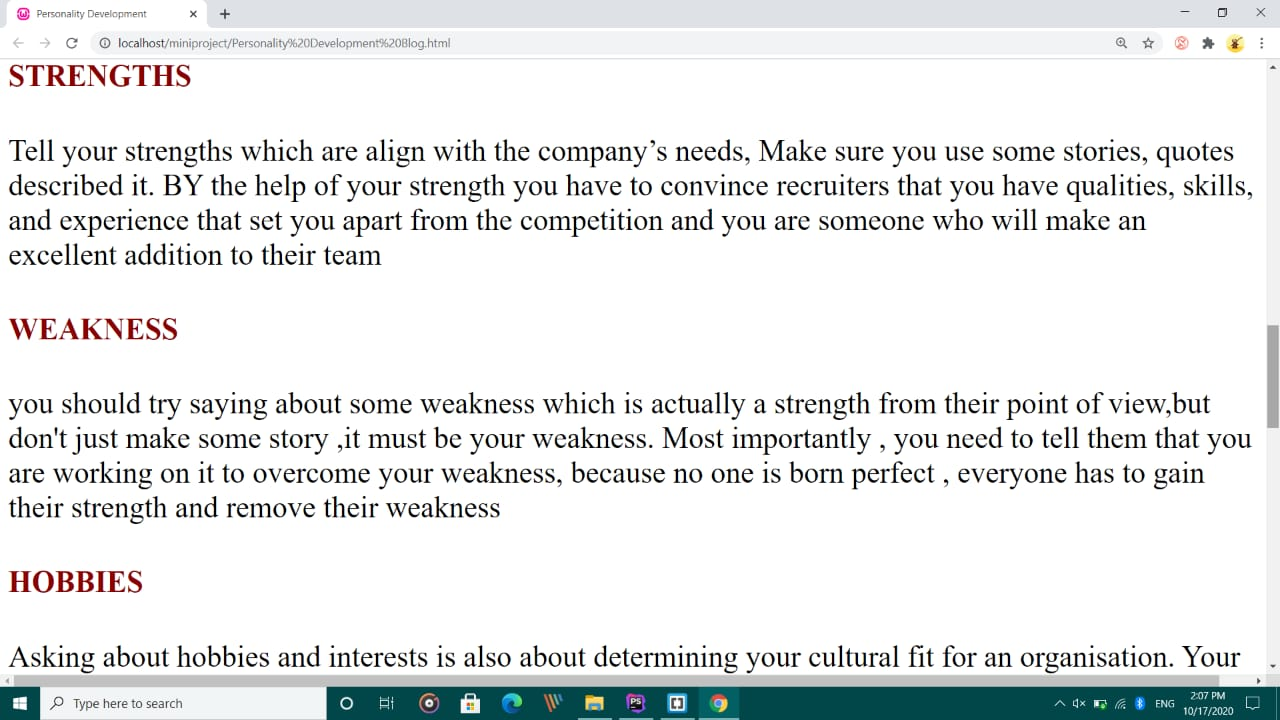 Personality Development
localhost/miniproject/Personality%20Development%20Blog.html
STRENGTHS
Tell your strengths which are align with the company’s needs, Make sure you use some stories, quotes
described it. BY the help of your strength you have to convince recruiters that you have qualities, skills,
and experience that set you apart from the competition and you are someone who will make an
excellent addition to their team
WEAKNESS
you should try saying about some weakness which is actually a strength from their point of view,but
don't just make some story ,it must be your weakness. Most importantly , you need to tell them that you
are working on it to overcome your weakness, because no one is born perfect , everyone has to gain
their strength and remove their weakness
HOBBIES
Asking about hobbies and interests is also about determining your cultural fit for an organisation. Your
Type here to search
PS
ENG
2:07 PM
10/17/2020